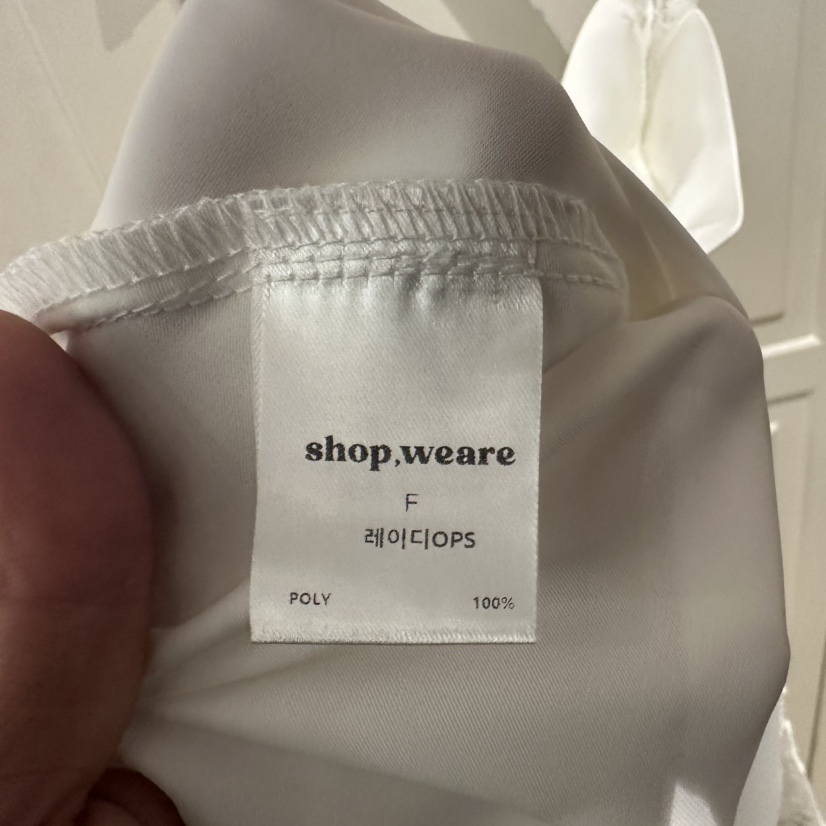 shop,weare
F
레이디OPS
POLY 100%